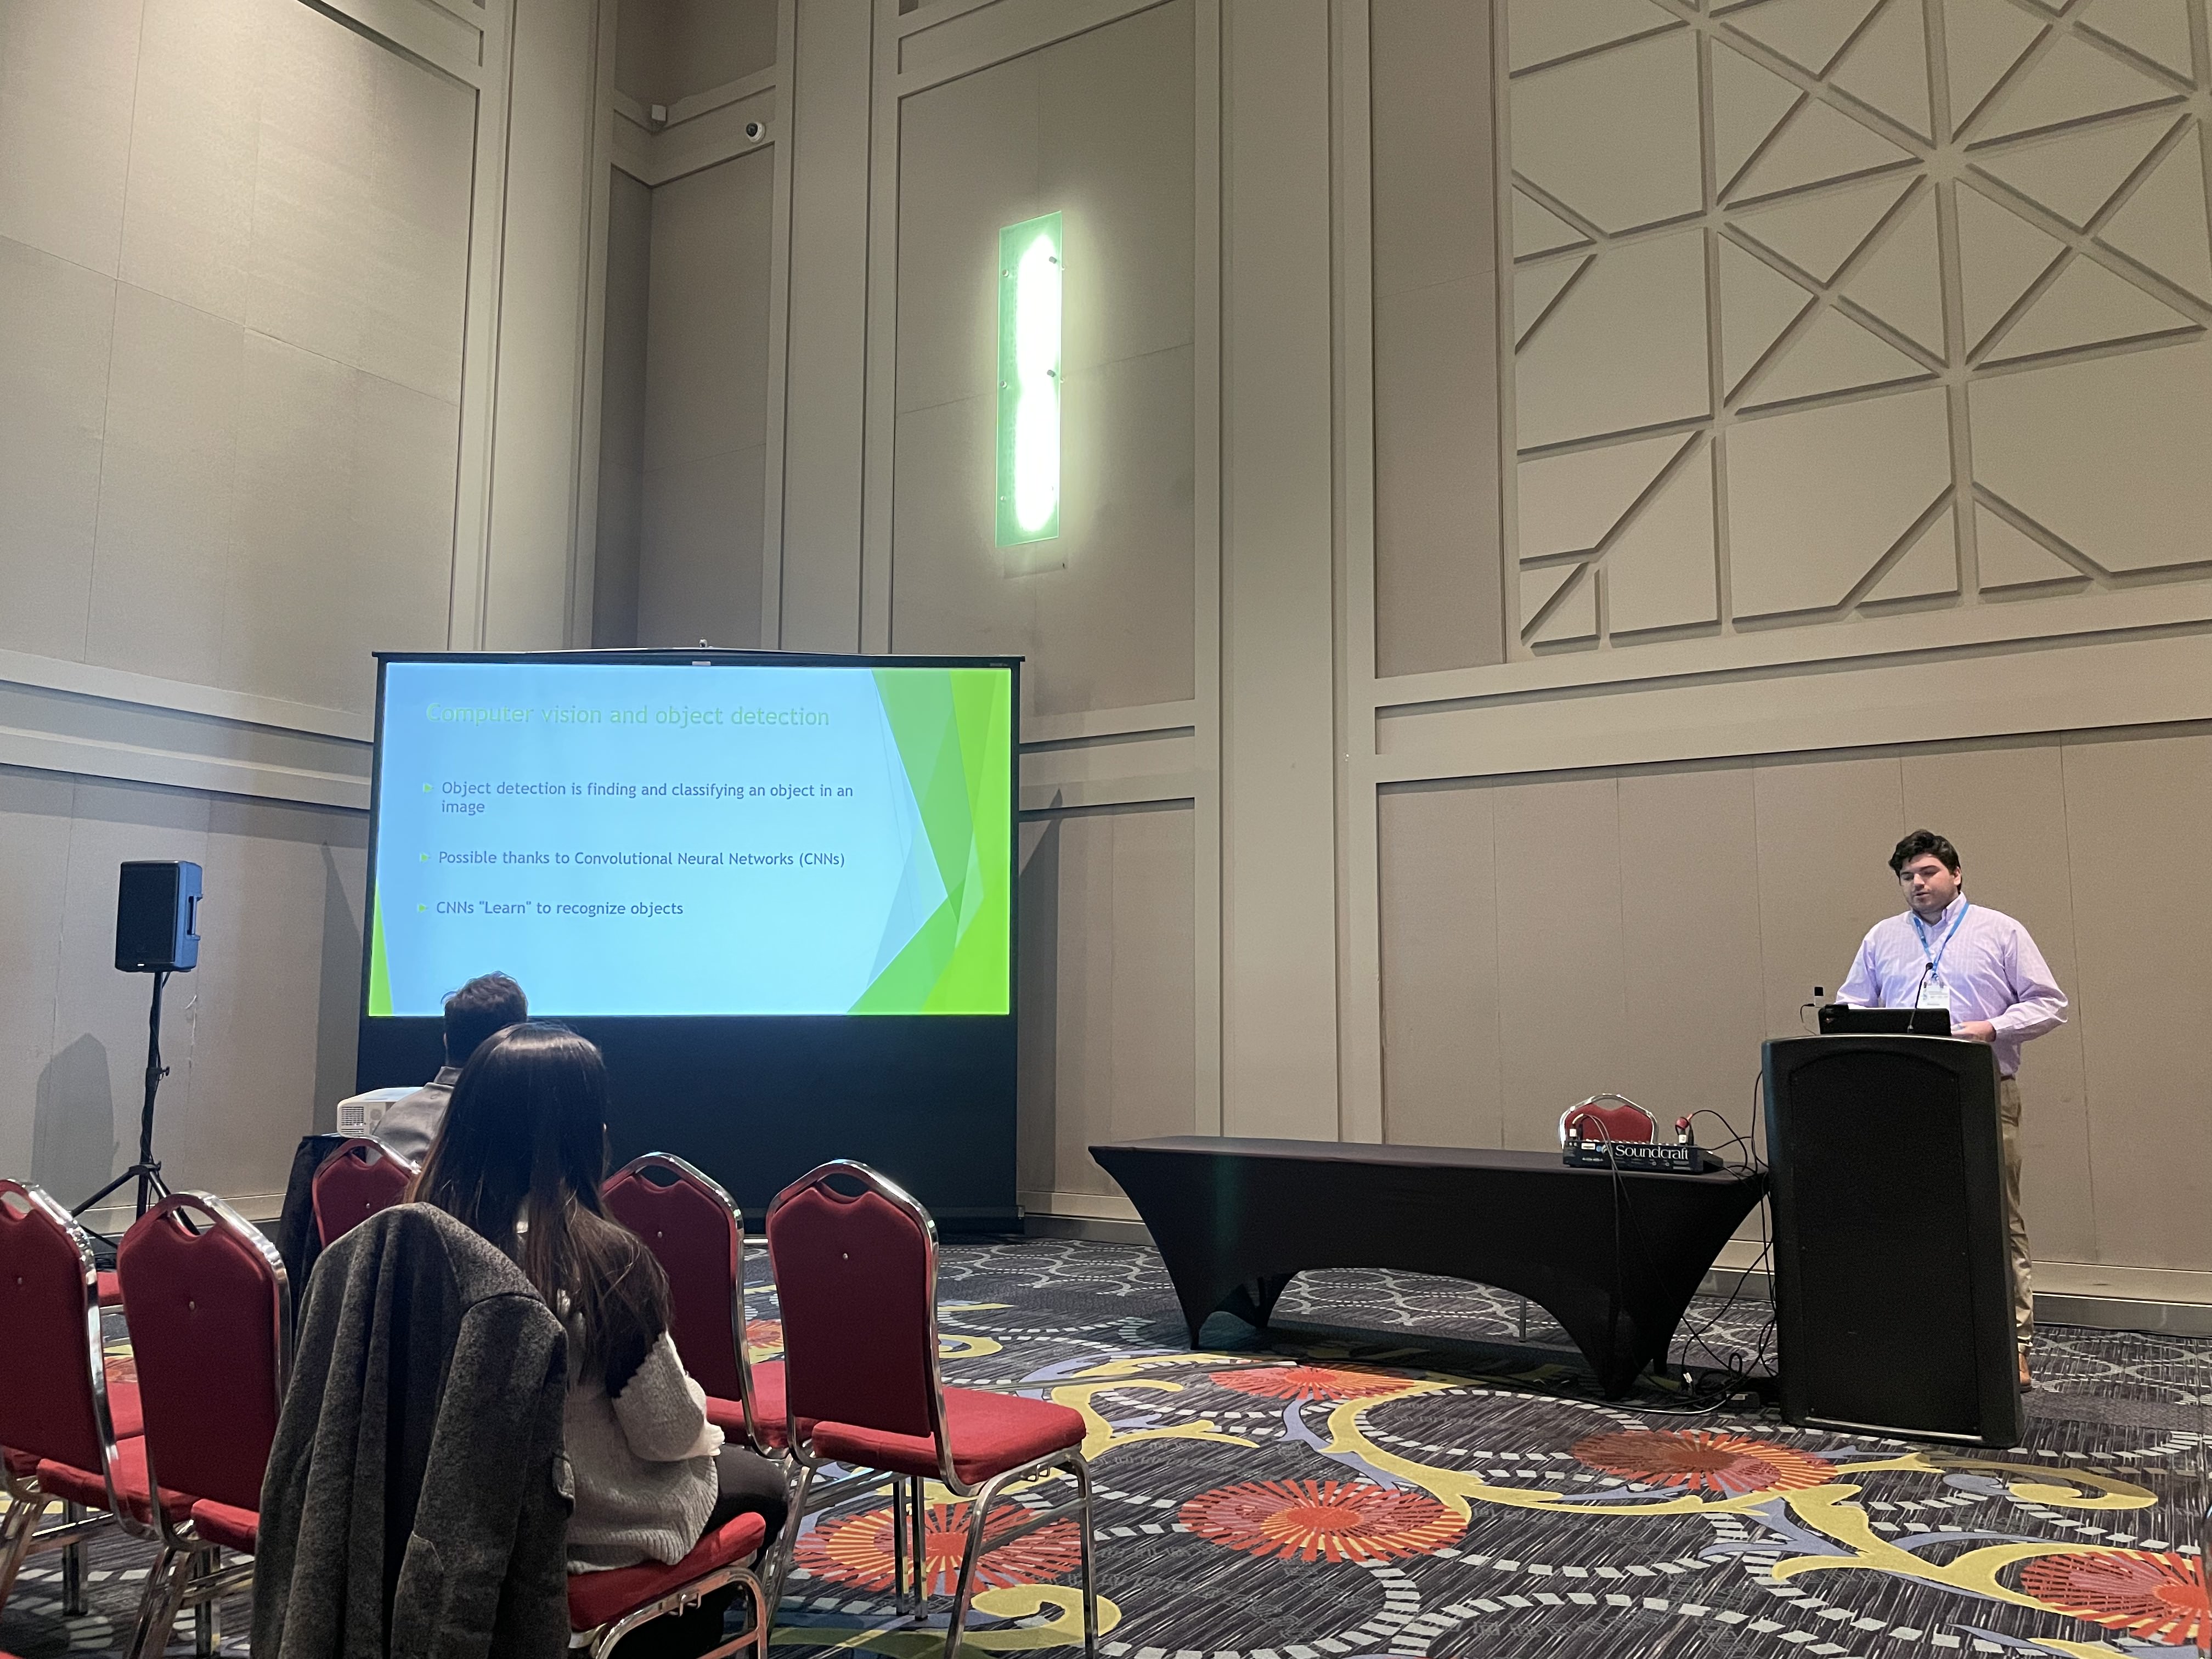 Computer vision and object detection
Object detection is finding and classifying an object in an
image
Possible thanks to Convolutional Neural Networks (CNNs)
CNNs "Learn" to recognize objects
Soundcraft